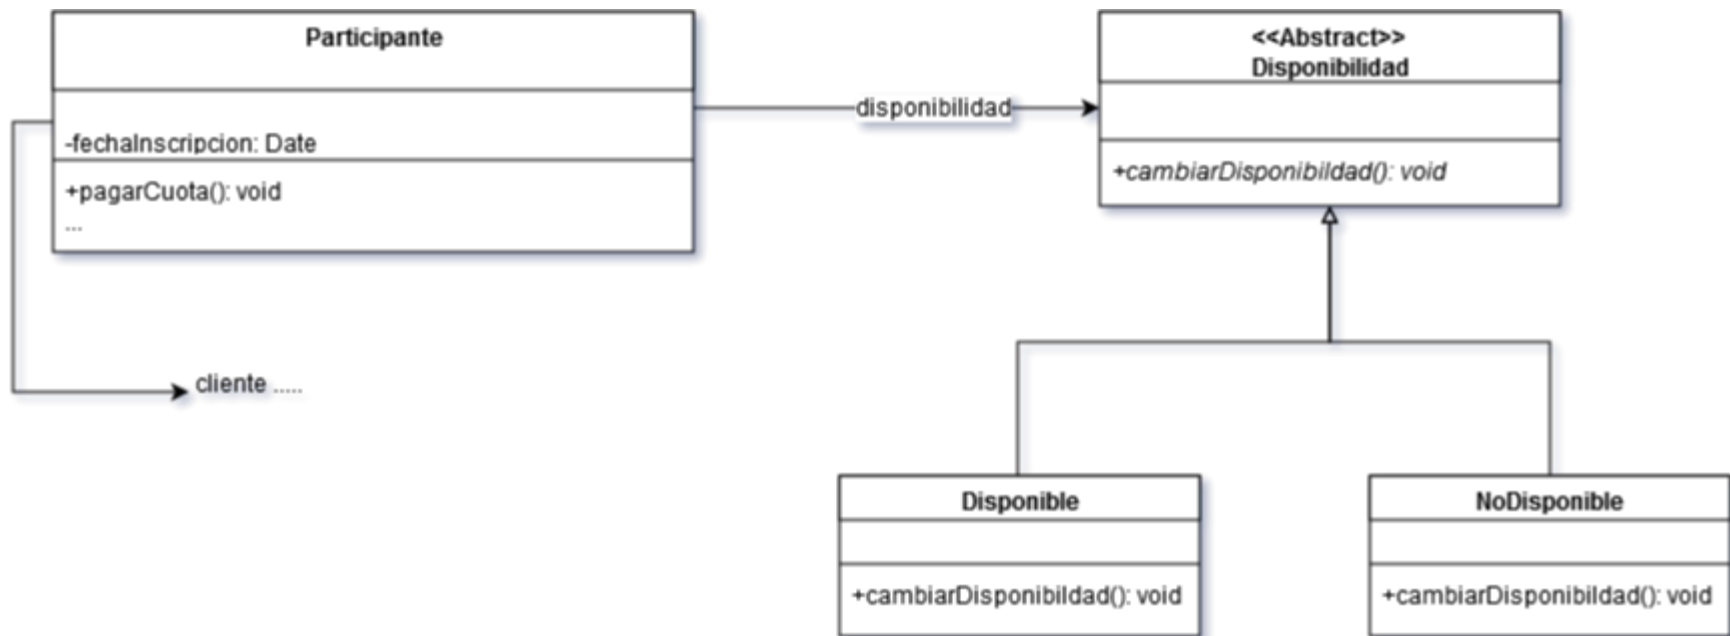 Participante
-fechaInscripcion: Date
+pagarCuota(): void
...
disponibilidad
<<Abstract>>
Disponibilidad
+cambiarDisponibildad(): void
cliente .....
Disponible
+cambiarDisponibildad(): void
NoDisponible
+cambiarDisponibildad(): void